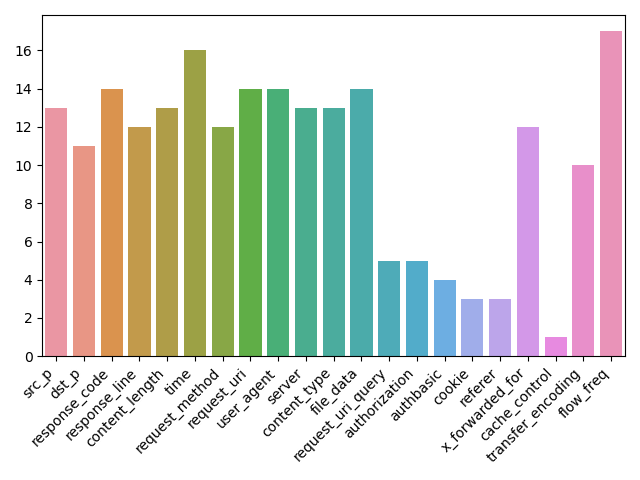 16
14
12
10
8
6
4
2
0
src_p
dst_p
response_code
response_line
content_length
time
request_method
request_uri
user_agent
server
content_type
file_data
request_uri_query
authorization
authbasic
cookie
referer
x_forwarded_for
cache_control
transfer_encoding
flow_freq